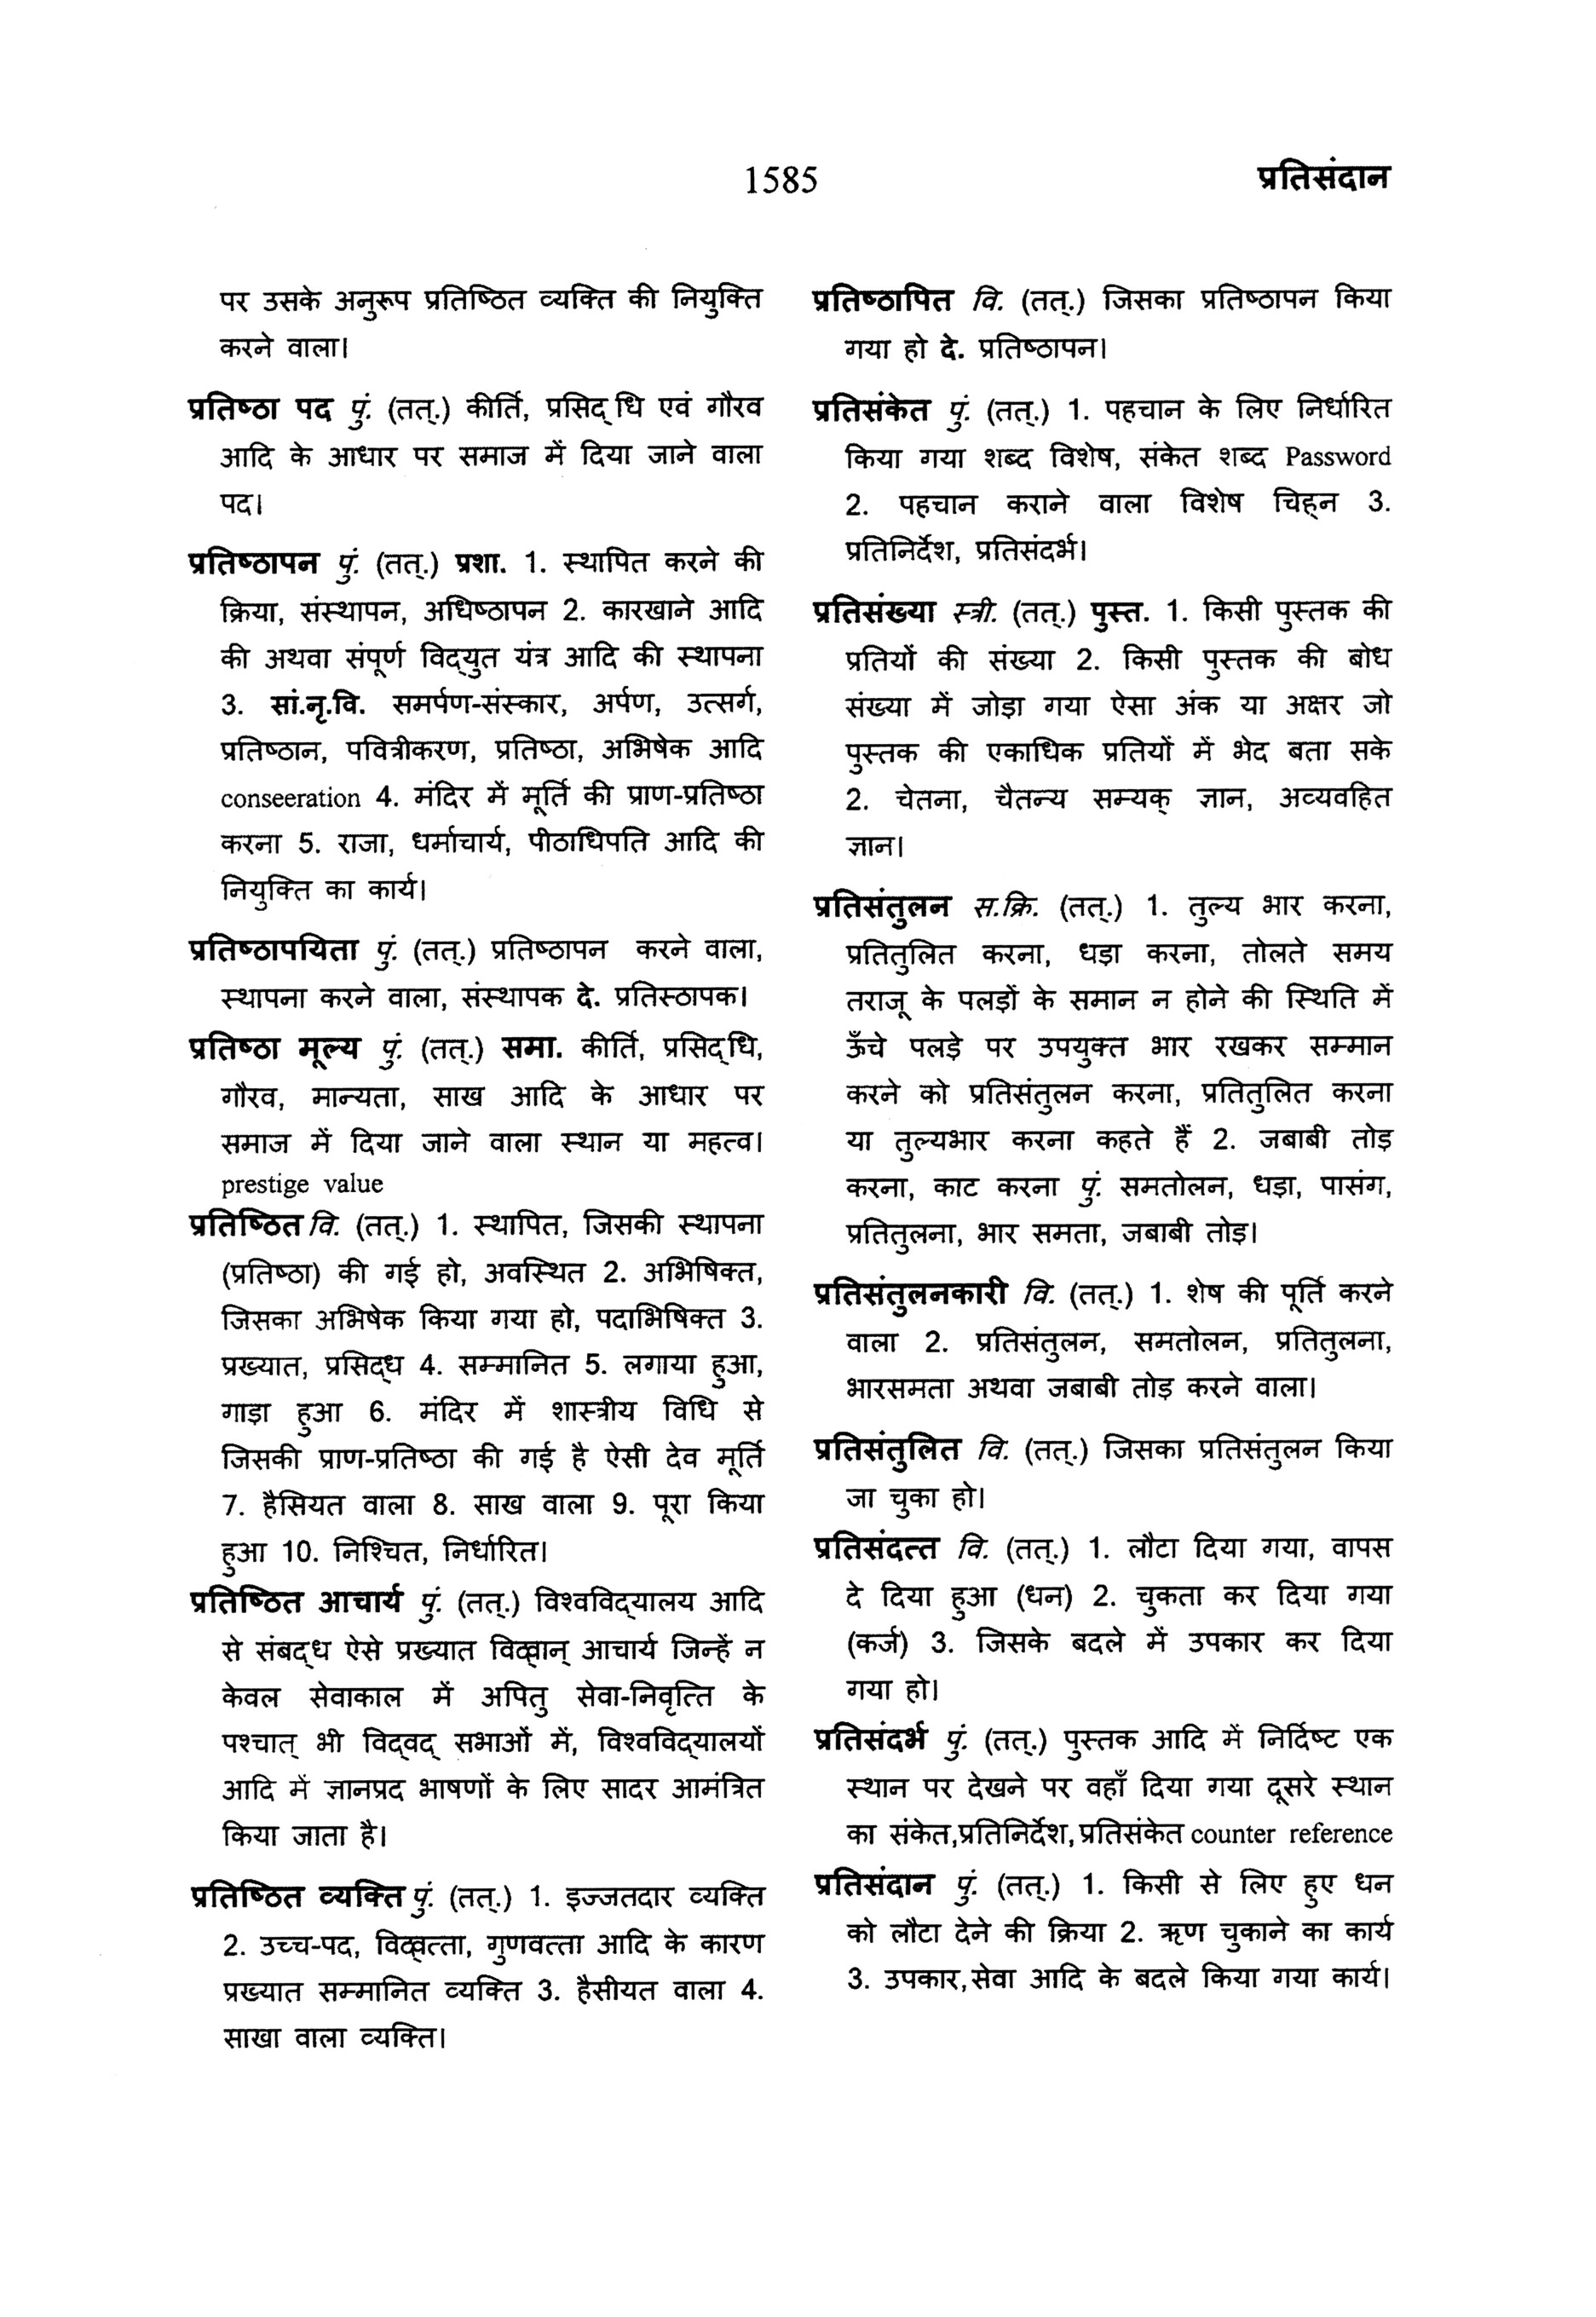 1585
प्रतिसंदान
पर उसके अनुरूप प्रतिष्ठित व्यक्ति की नियुक्ति
करने वाला।
प्रतिष्ठा पद पुं. (तत्.) कीर्ति, प्रसिद्धि एवं गौरव
आदि के आधार पर समाज में दिया जाने वाला
पद।
प्रतिष्ठापन पुं. (तत्.) प्रशा. 1. स्थापित करने की
क्रिया, संस्थापन, अधिष्ठापन 2. कारखाने आदि
की अथवा संपूर्ण विद्युत यंत्र आदि की स्थापना
3. सां.नृ.वि. समर्पण-संस्कार, अर्पण, उत्सर्ग,
प्रतिष्ठान, पवित्रीकरण, प्रतिष्ठा, अभिषेक आदि
conseeration 4. मंदिर में मूर्ति की प्राण-प्रतिष्ठा
करना 5. राजा, धर्माचार्य, पीठाधिपति आदि की
नियुक्ति का कार्य।
प्रतिष्ठापयिता पुं. (तत्.) प्रतिष्ठापन करने वाला,
स्थापना करने वाला, संस्थापक दे. प्रतिस्ठापक।
प्रतिष्ठा मूल्य पुं. (तत्.) समा. कीर्ति, प्रसिद्धि,
गौरव, मान्यता, साख आदि के आधार पर
समाज में दिया जाने वाला स्थान या महत्व।
prestige value
प्रतिष्ठित वि. (तत्.) 1. स्थापित, जिसकी स्थापना
(प्रतिष्ठा) की गई हो, अवस्थित 2. अभिषिक्त,
जिसका अभिषेक किया गया हो, पदाभिषिक्त 3.
प्रख्यात, प्रसिद्ध 4. सम्मानित 5. लगाया हुआ,
गाड़ा हुआ 6. मंदिर में शास्त्रीय विधि से
जिसकी प्राण-प्रतिष्ठा की गई है ऐसी देव मूर्ति
7. हैसियत वाला 8. साख वाला 9. पूरा किया
हुआ 10. निश्चित, निर्धारित।
प्रतिष्ठित आचार्य पुं. (तत्.) विश्वविद्यालय आदि
से संबद्ध ऐसे प्रख्यात विद्वान् आचार्य जिन्हें न
केवल सेवाकाल में अपितु सेवा-निवृत्ति के
पश्चात् भी विद्वद् सभाओं में, विश्वविद्यालयों
आदि में ज्ञानप्रद भाषणों के लिए सादर आमंत्रित
किया जाता है।
प्रतिष्ठित व्यक्ति पुं. (तत्.) 1. इज्जतदार व्यक्ति
2. उच्च-पद, विद्वत्ता, गुणवत्ता आदि के कारण
प्रख्यात सम्मानित व्यक्ति 3. हैसीयत वाला 4.
साखा वाला व्यक्ति।
प्रतिष्ठापित वि. (तत्.) जिसका प्रतिष्ठापन किया
गया हो दे. प्रतिष्ठापन।
प्रतिसंकेत पुं. (तत्.) 1. पहचान के लिए निर्धारित
किया गया शब्द विशेष, संकेत शब्द Password
2. पहचान कराने वाला विशेष चिह्न 3.
प्रतिनिर्देश, प्रतिसंदर्भ।
प्रतिसंख्या स्त्री. (तत्.) पुस्त. 1. किसी पुस्तक की
प्रतियों की संख्या 2. किसी पुस्तक की बोध
संख्या में जोड़ा गया ऐसा अंक या अक्षर जो
पुस्तक की एकाधिक प्रतियों में भेद बता सके
2. चेतना, चैतन्य सम्यक् ज्ञान, अव्यवहित
ज्ञान।
प्रतिसंतुलन स.क्रि. (तत्.) 1. तुल्य भार करना,
प्रतितुलित करना, धड़ा करना, तोलते समय
तराजू के पलड़ों के समान न होने की स्थिति में
ऊँचे पलड़े पर उपयुक्त भार रखकर सम्मान
करने को प्रतिसंतुलन करना, प्रतितुलित करना
या तुल्यभार करना कहते हैं 2. जबाबी तोड़
करना, काट करना पुं. समतोलन, धड़ा, पासंग,
प्रतितुलना, भार समता, जबाबी तोड़।
प्रतिसंतुलनकारी वि. (तत्.) 1. शेष की पूर्ति करने
वाला 2. प्रतिसंतुलन, समतोलन, प्रतितुलना,
भारसमता अथवा जबाबी तोड़ करने वाला।
प्रतिसंतुलित वि. (तत्.) जिसका प्रतिसंतुलन किया
जा चुका हो।
प्रतिसंदत्त वि. (तत्.) 1. लौटा दिया गया, वापस
दे दिया हुआ (धन) 2. चुकता कर दिया गया
(कर्ज) 3. जिसके बदले में उपकार कर दिया
गया हो।
प्रतिसंदर्भ पुं. (तत्.) पुस्तक आदि में निर्दिष्ट एक
स्थान पर देखने पर वहाँ दिया गया दूसरे स्थान
का संकेत,प्रतिनिर्देश,प्रतिसंकेत counter reference
प्रतिसंदान पुं. (तत्.) 1. किसी से लिए हुए धन
को लौटा देने की क्रिया 2. ऋण चुकाने का कार्य
3. उपकार,सेवा आदि के बदले किया गया कार्य।